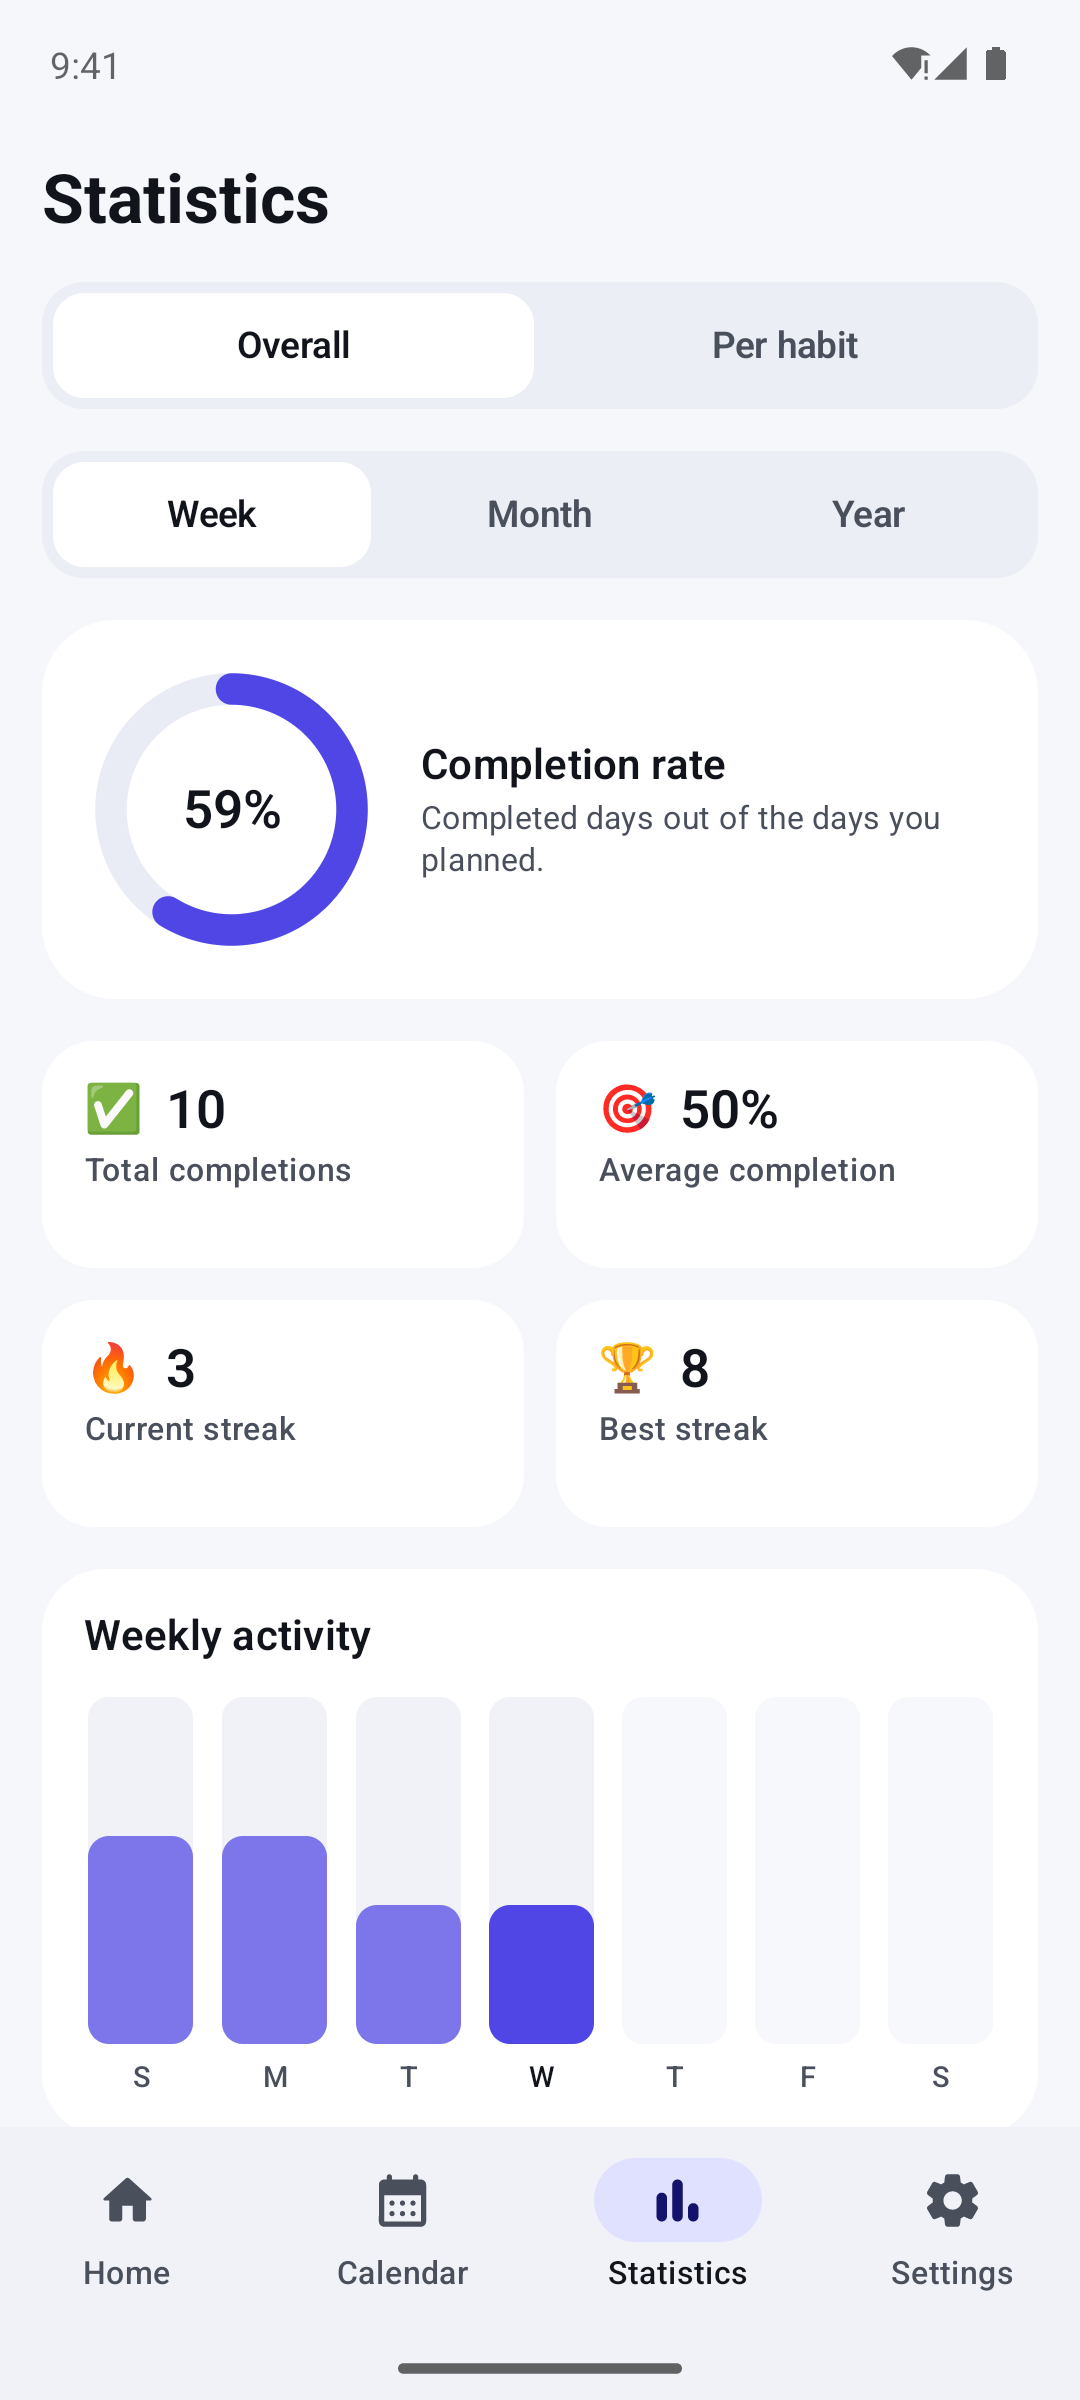 9:41
Statistics
Overall
Per habit
Week
Month
Year
59%
Completion rate
Completed days out of the days you
planned.
10
Total completions
50%
Average completion
3
Current streak
8
Best streak
Weekly activity
S M T W T F S
Home
Calendar
Statistics
Settings